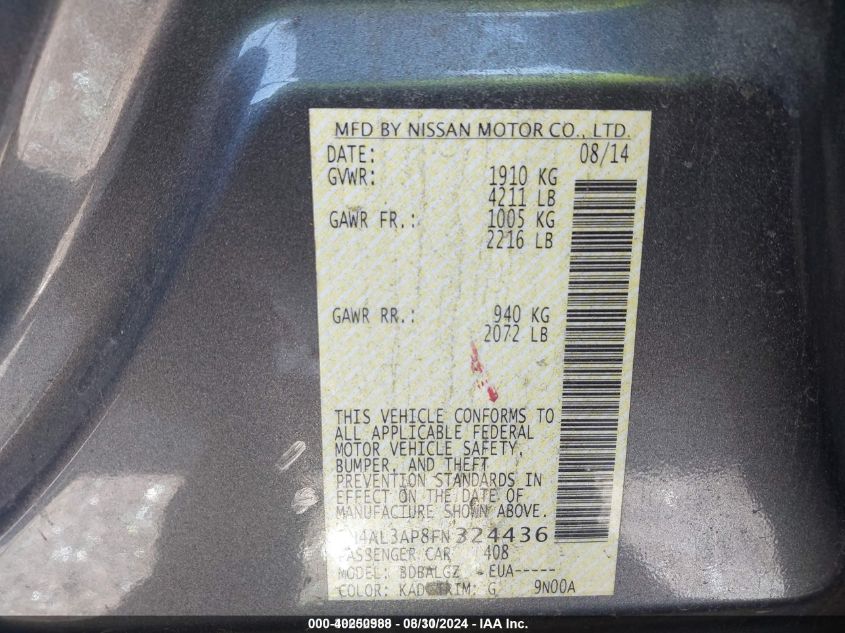 MFD BY NISSAN MOTOR CO., LTD.
DATE: 08/14
GVWR: 1910 KG
4211 LB
GAWR FR.: 1005 KG
2216 LB
GAWR RR.: 940 KG
2072 LB
THIS VEHICLE CONFORMS TO
ALL APPLICABLE FEDERAL
MOTOR VEHICLE SAFETY,
BUMPER, AND THEFT
PREVENTION STANDARDS IN
EFFECT ON THE DATE OF
MANUFACTURE SHOWN ABOVE.
4AL3AP8FN324436
PASSENGER CAR 408
MODEL: BDBALGZ -EUA-----
COLOR: KAD TRIM: G 9N00A
08/30/2024 - IAA Inc.